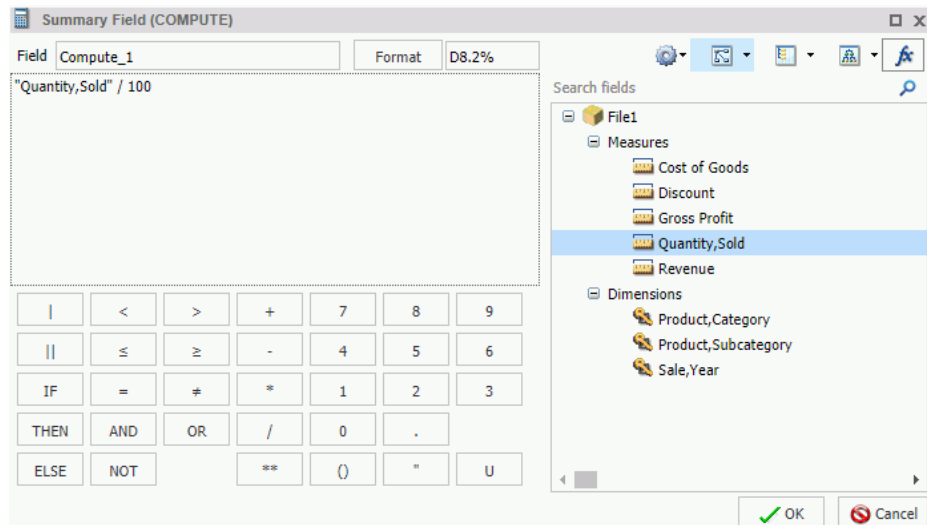 Summary Field (COMPUTE)
Field Compute_1 Format D8.2%
fx
"Quantity,Sold" / 100
Search fields
File1
Measures
Cost of Goods
Discount
Gross Profit
Quantity,Sold
Revenue
Dimensions
Product,Category
Product,Subcategory
Sale,Year
| < > + 7 8 9
|| ≤ ≥ - 4 5 6
IF = ≠ * 1 2 3
THEN AND OR / 0 .
ELSE NOT ** () " U
OK Cancel